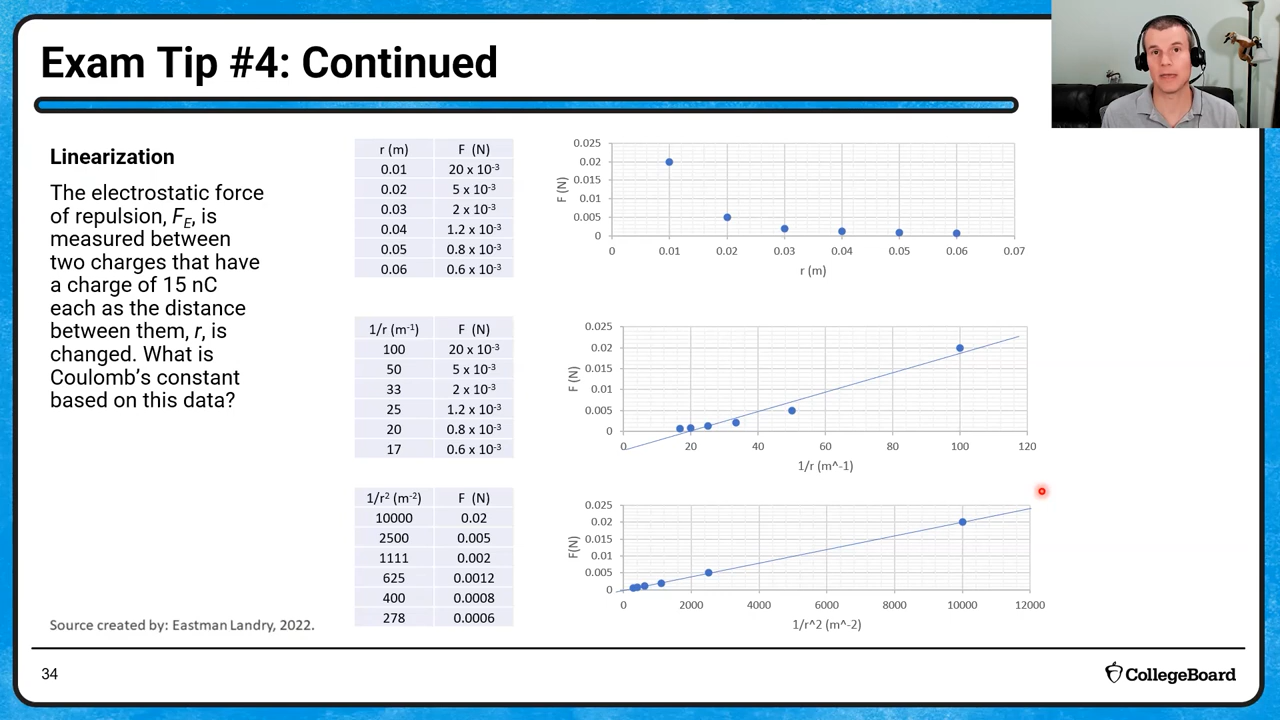 Exam Tip #4: Continued
Linearization
The electrostatic force
of repulsion, F_E, is
measured between
two charges that have
a charge of 15 nC
each as the distance
between them, r, is
changed. What is
Coulomb's constant
based on this data?
r (m) F (N)
0.01 20 x 10⁻³
0.02 5 x 10⁻³
0.03 2 x 10⁻³
0.04 1.2 x 10⁻³
0.05 0.8 x 10⁻³
0.06 0.6 x 10⁻³
0.025
0.02
0.015
0.01
0.005
0
F (N)
0 0.01 0.02 0.03 0.04 0.05 0.06 0.07
r (m)
1/r (m⁻¹) F (N)
100 20 x 10⁻³
50 5 x 10⁻³
33 2 x 10⁻³
25 1.2 x 10⁻³
20 0.8 x 10⁻³
17 0.6 x 10⁻³
0.025
0.02
0.015
0.01
0.005
0
F (N)
0 20 40 60 80 100 120
1/r (m^-1)
1/r² (m⁻²) F (N)
10000 0.02
2500 0.005
1111 0.002
625 0.0012
400 0.0008
278 0.0006
0.025
0.02
0.015
0.01
0.005
0
F(N)
0 2000 4000 6000 8000 10000 12000
1/r^2 (m^-2)
Source created by: Eastman Landry, 2022.
34
CollegeBoard